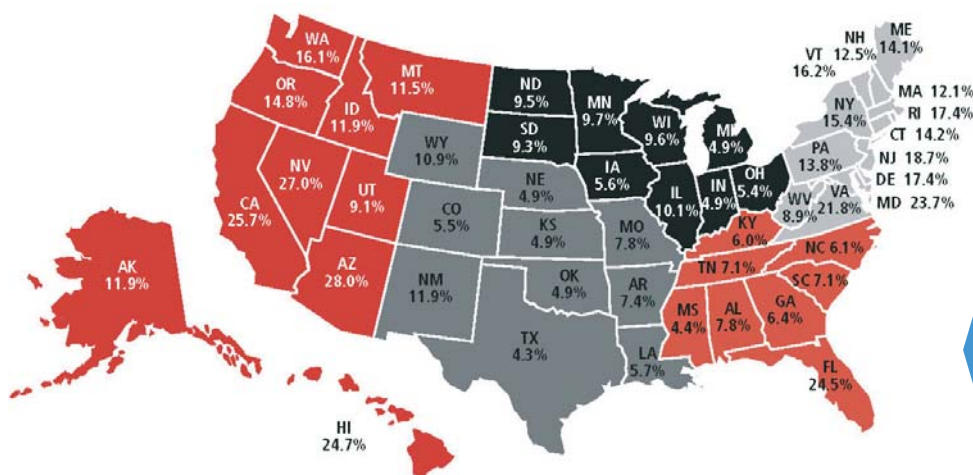 WA
16.1%
OR
14.8%
MT
11.5%
ID
11.9%
NV
27.0%
CA
25.7%
UT
9.1%
AZ
28.0%
AK
11.9%
HI
24.7%
WY
10.9%
CO
5.5%
NM
11.9%
NE
4.9%
KS
4.9%
OK
4.9%
TX
4.3%
MO
7.8%
AR
7.4%
LA
5.7%
ND
9.5%
SD
9.3%
MN
9.7%
IA
5.6%
WI
9.6%
IL
10.1%
MI
4.9%
IN
4.9%
OH
5.4%
KY
6.0%
TN 7.1%
MS
4.4%
AL
7.8%
GA
6.4%
NC 6.1%
SC 7.1%
FL
24.5%
ME
14.1%
NH
12.5%
VT
16.2%
NY
15.4%
PA
13.8%
WV
8.9%
VA
21.8%
MA 12.1%
RI 17.4%
CT 14.2%
NJ 18.7%
DE 17.4%
MD 23.7%